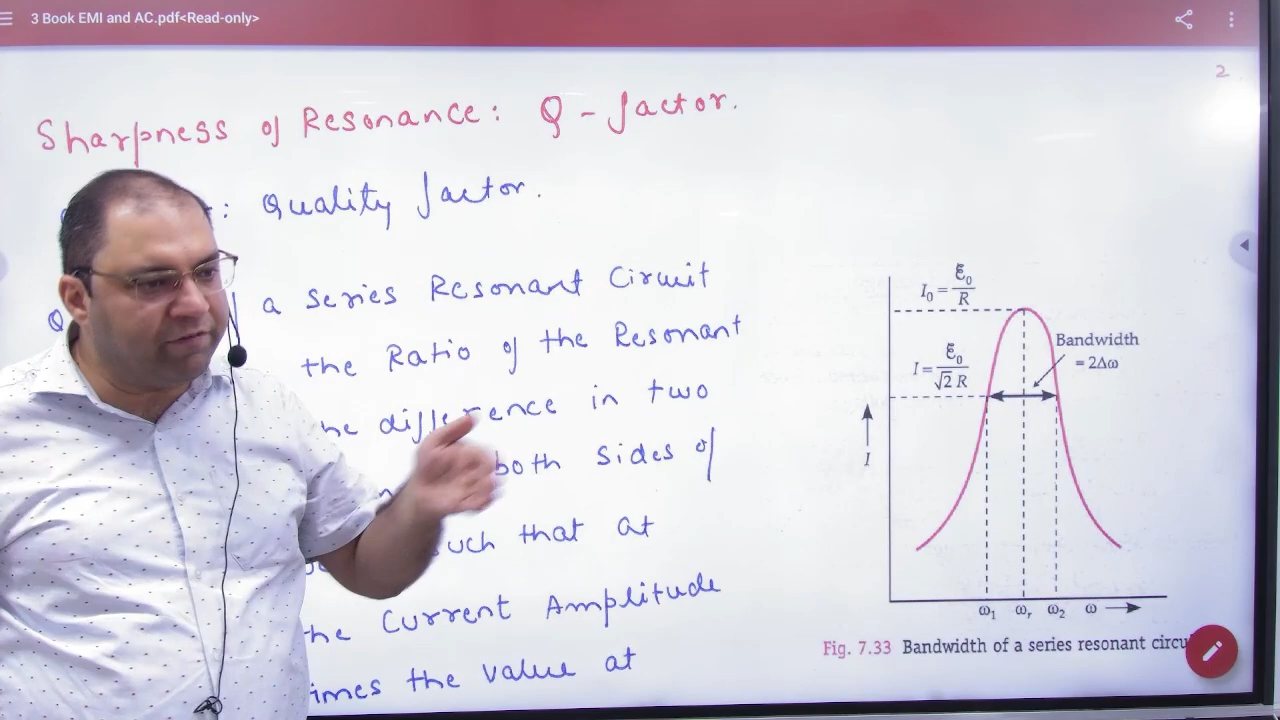 3 Book EMI and AC.pdf<Read-only>
2
Sharpness of Resonance: Q - factor.
: Quality factor.
Q a series Resonant Circuit
the Ratio of the Resonant
difference in two
both sides of
such that at
the Current Amplitude
times the value at
I₀ = ℰ₀/R
I = ℰ₀/√2 R
Bandwidth
= 2Δω
I
ω₁ ωᵣ ω₂ ω
Fig. 7.33 Bandwidth of a series resonant